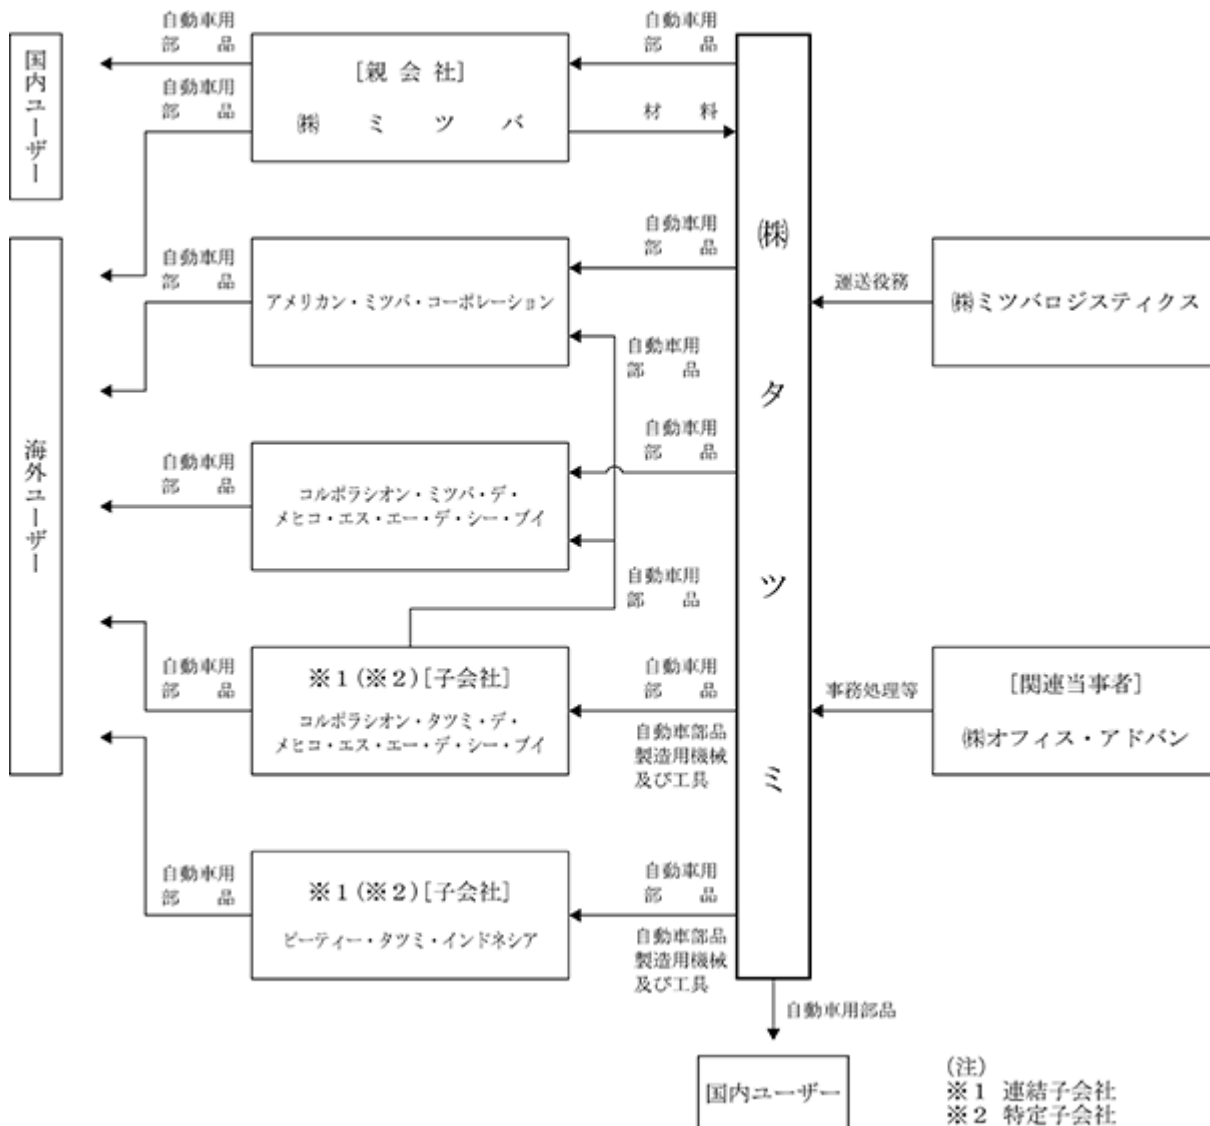 国内ユーザー
海外ユーザー
自動車用
部　品
自動車用
部　品
[親 会 社]
㈱ ミ ツ バ
自動車用
部　品
材　料
自動車用
部　品
アメリカン・ミツバ・コーポレーション
自動車用
部　品
自動車用
部　品
自動車用
部　品
コルポラシオン・ミツバ・デ・
メヒコ・エス・エー・デ・シー・ブイ
自動車用
部　品
自動車用
部　品
自動車用
部　品
※1(※2)[子会社]
コルポラシオン・タツミ・デ・
メヒコ・エス・エー・デ・シー・ブイ
自動車用
部　品
自動車部品
製造用機械
及び工具
自動車用
部　品
※1(※2)[子会社]
ピーティー・タツミ・インドネシア
自動車用
部　品
自動車部品
製造用機械
及び工具
㈱タツミ
運送役務
㈱ミツバロジスティクス
事務処理等
[関連当事者]
㈱オフィス・アドバン
自動車用部品
国内ユーザー
(注)
※1 連結子会社
※2 特定子会社